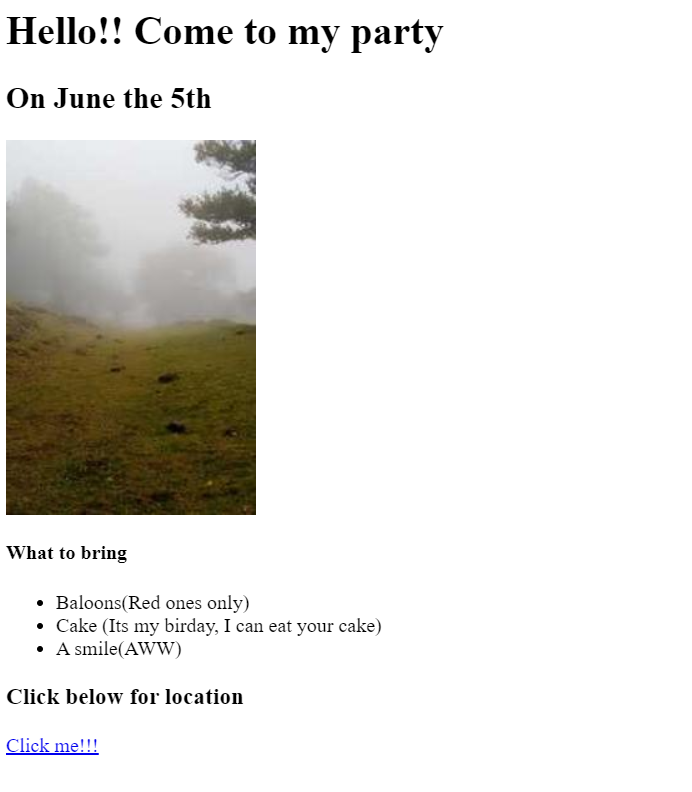 Hello!! Come to my party
On June the 5th
What to bring
Baloons(Red ones only)
Cake (Its my birday, I can eat your cake)
A smile(AWW)
Click below for location
Click me!!!